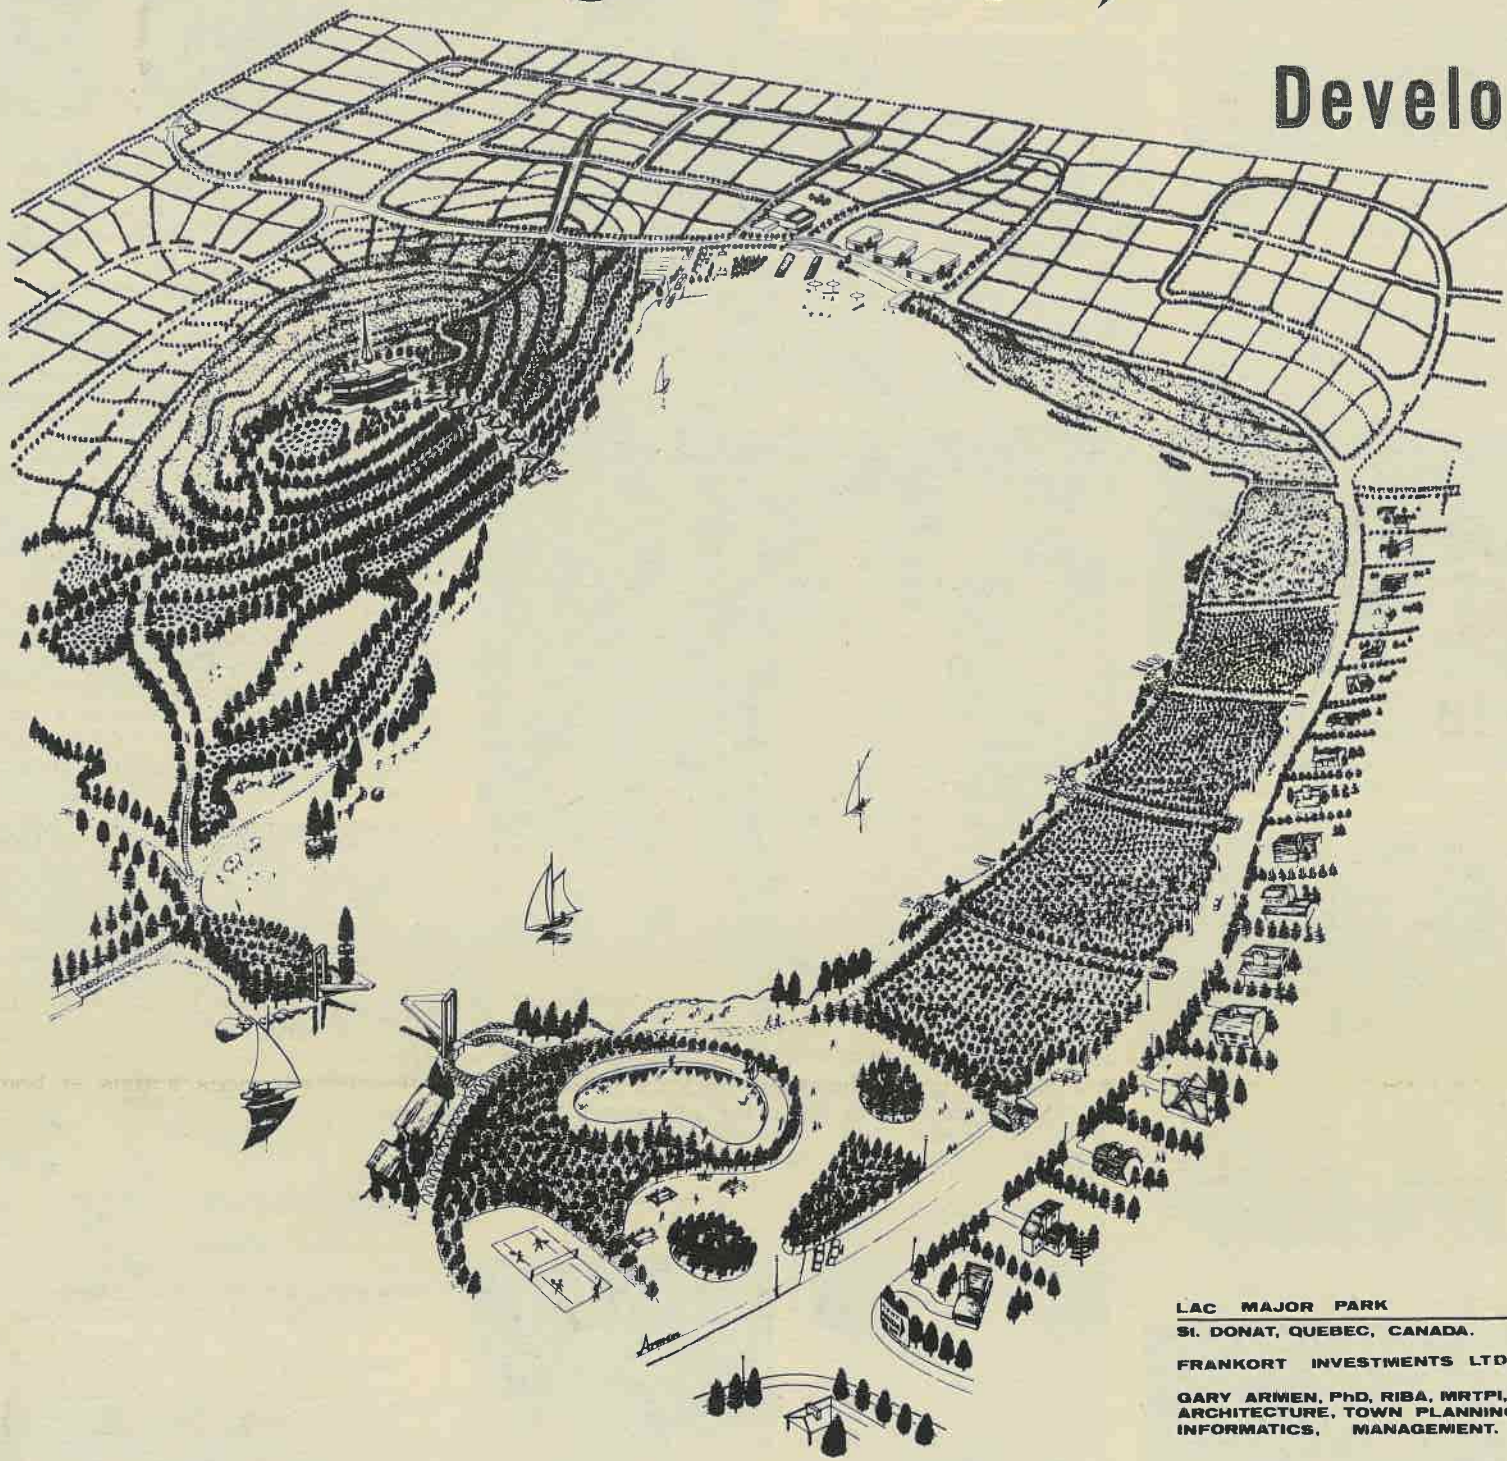 Develo
Armen
LAC MAJOR PARK
St. DONAT, QUEBEC, CANADA.
FRANKORT INVESTMENTS LTD
GARY ARMEN, PhD, RIBA, MRTPI,
ARCHITECTURE, TOWN PLANNING
INFORMATICS, MANAGEMENT.